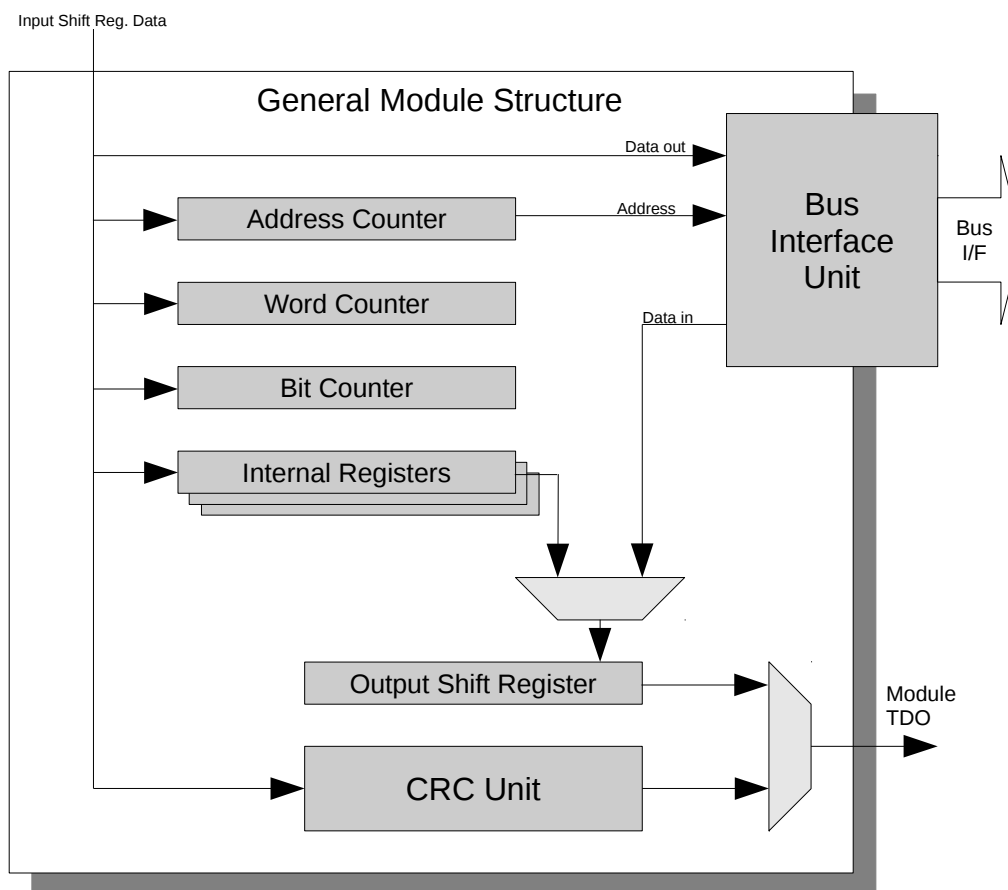 Input Shift Reg. Data
General Module Structure
Data out
Address Counter
Address
Bus
Interface
Unit
Bus
I/F
Word Counter
Data in
Bit Counter
Internal Registers
Output Shift Register
Module
TDO
CRC Unit